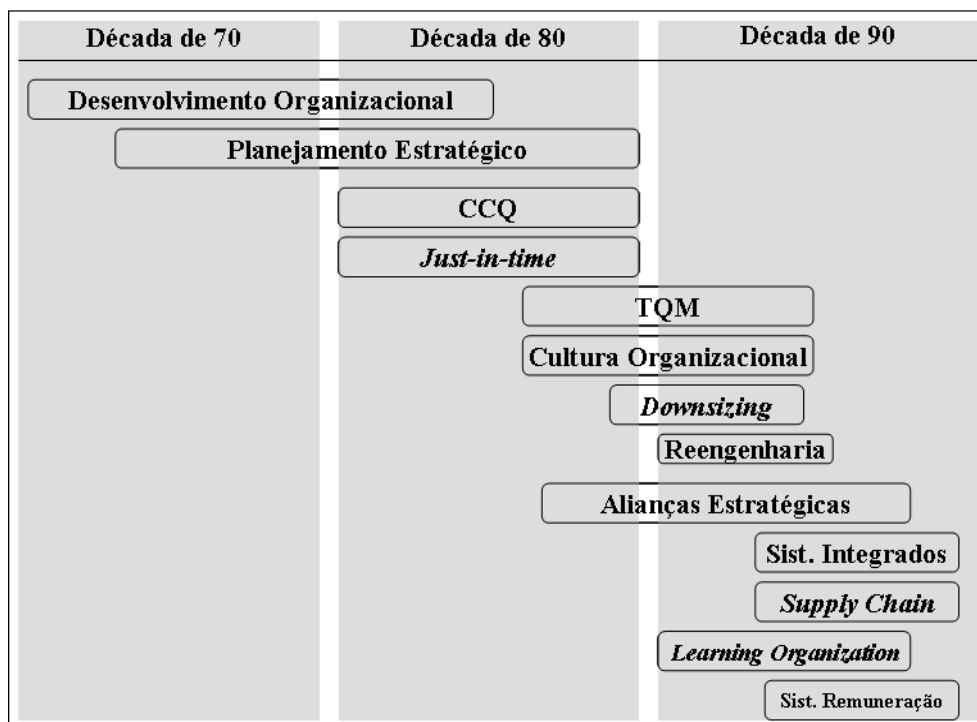 Década de 70
Década de 80
Década de 90
Desenvolvimento Organizacional
Planejamento Estratégico
CCQ
Just-in-time
TQM
Cultura Organizacional
Downsizing
Reengenharia
Alianças Estratégicas
Sist. Integrados
Supply Chain
Learning Organization
Sist. Remuneração